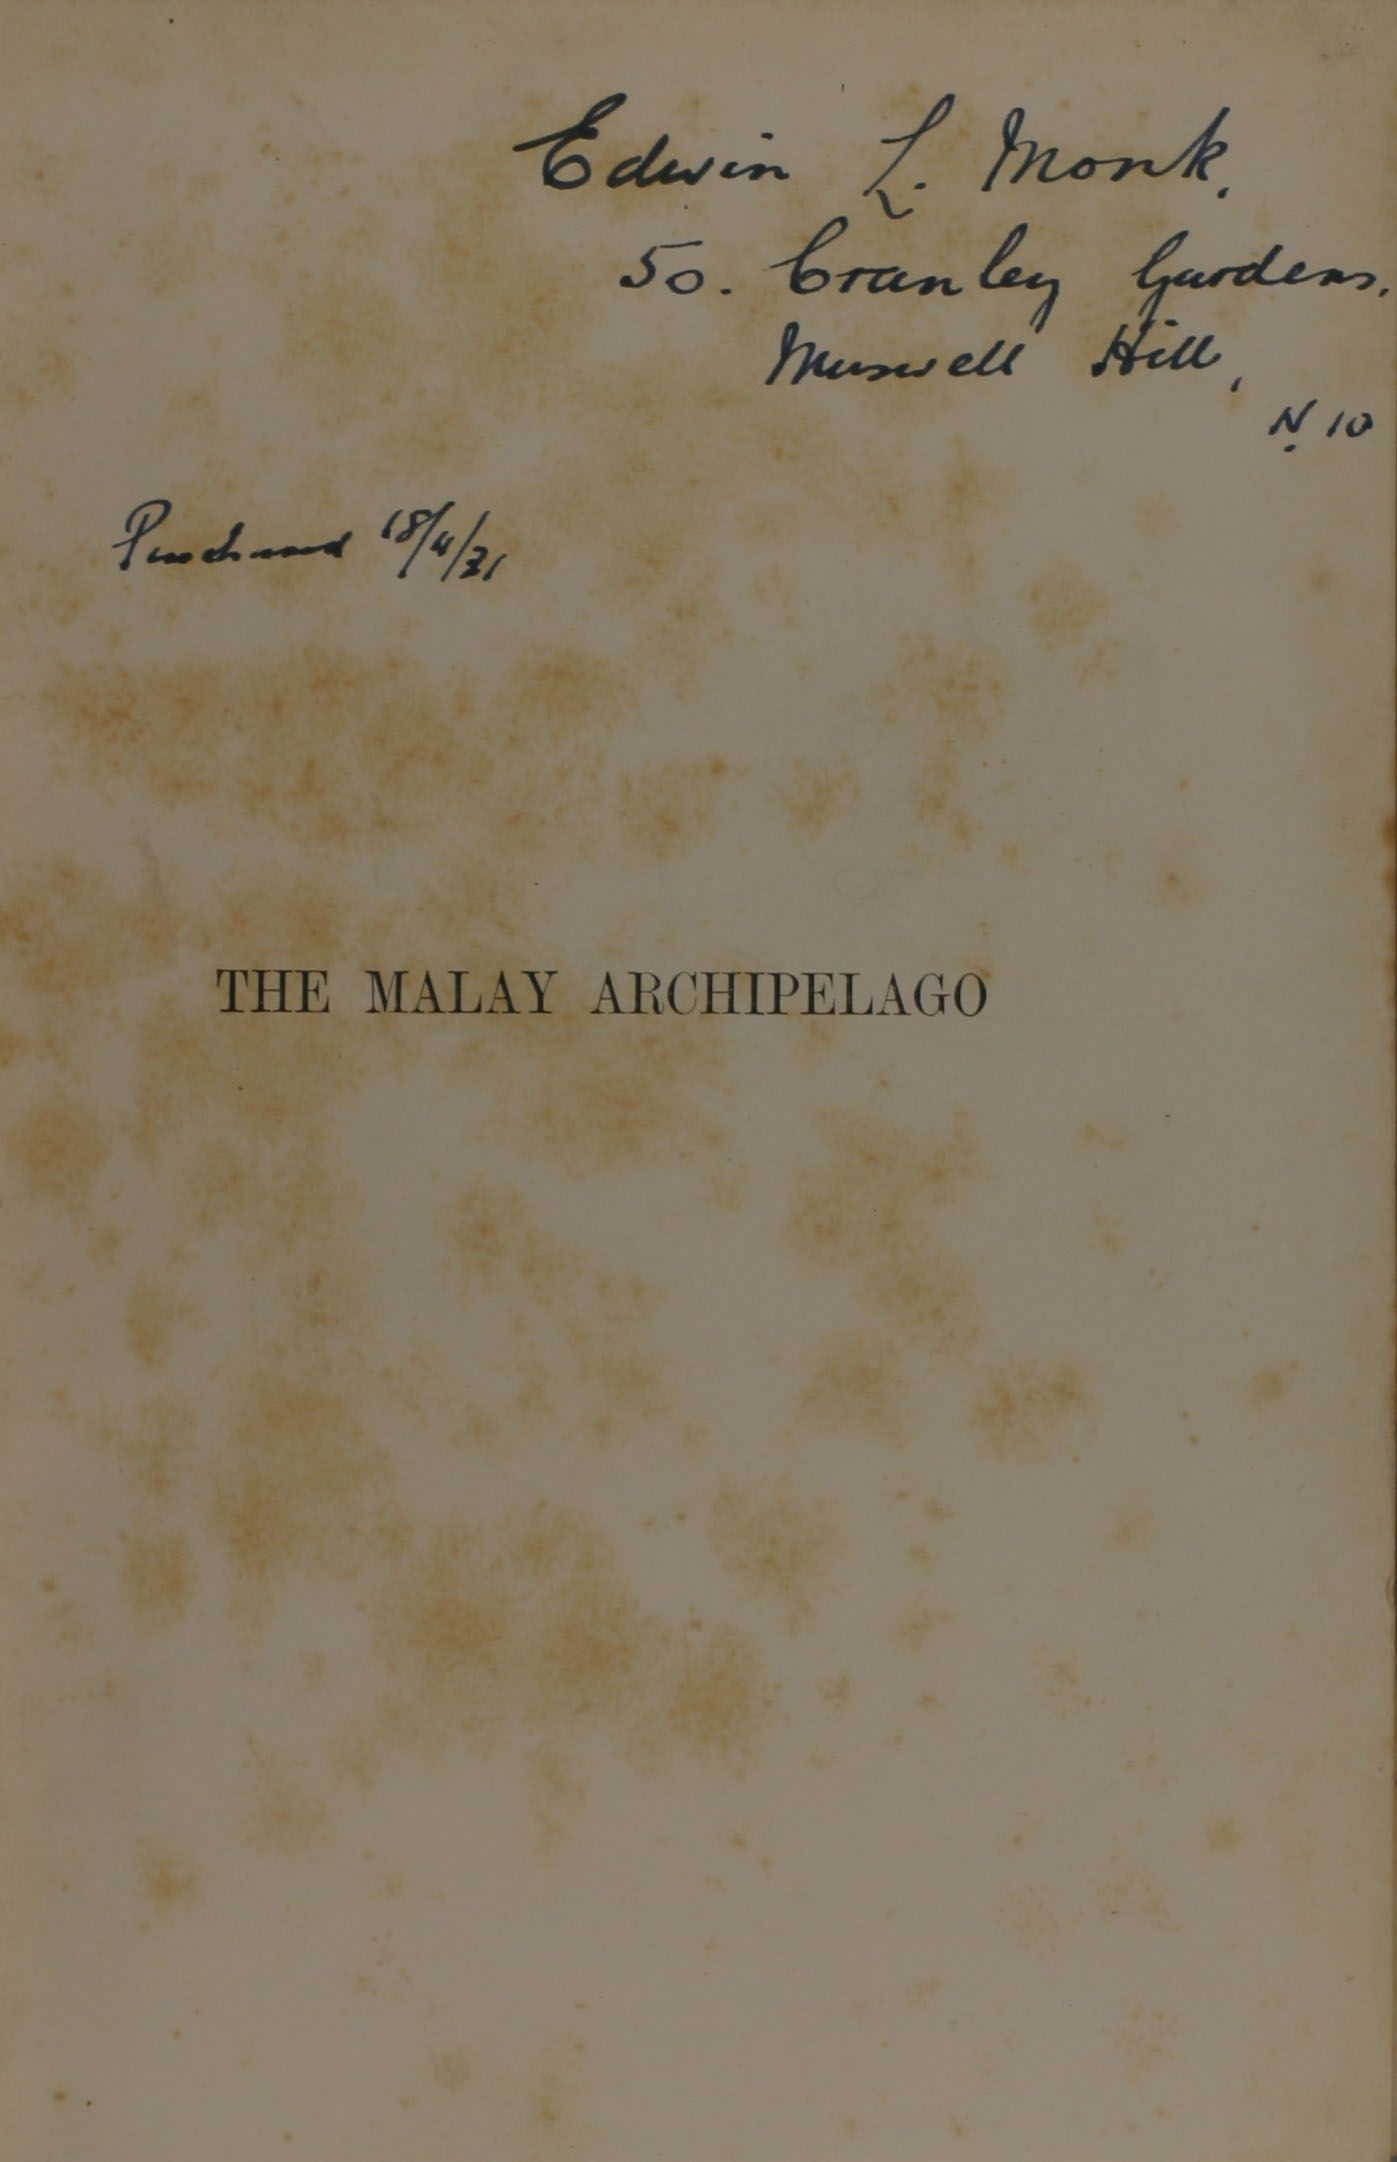 Edwin L. Monk,
50. Cranley Gardens,
Muswell Hill,
N. 10
Purchased 18/4/31
THE MALAY ARCHIPELAGO